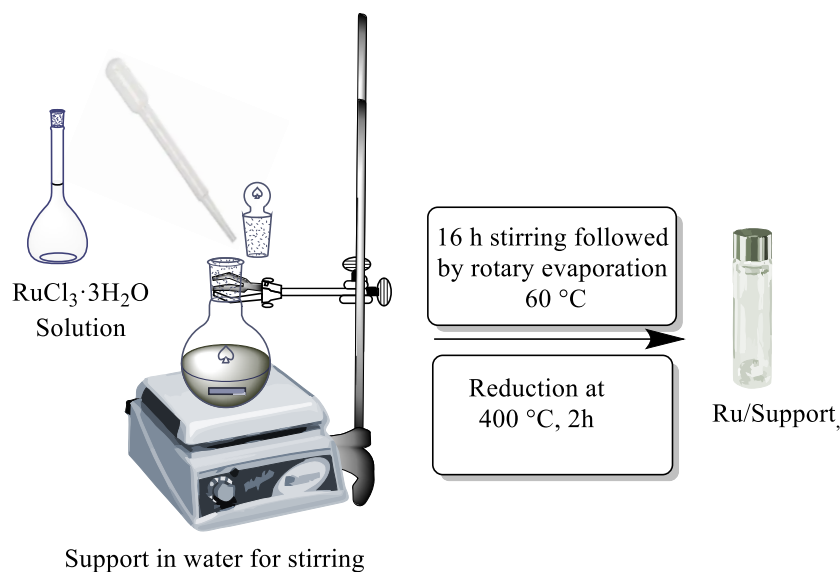 RuCl₃·3H₂O
Solution
16 h stirring followed
by rotary evaporation
60 °C
Reduction at
400 °C, 2h
Ru/Support,
Support in water for stirring